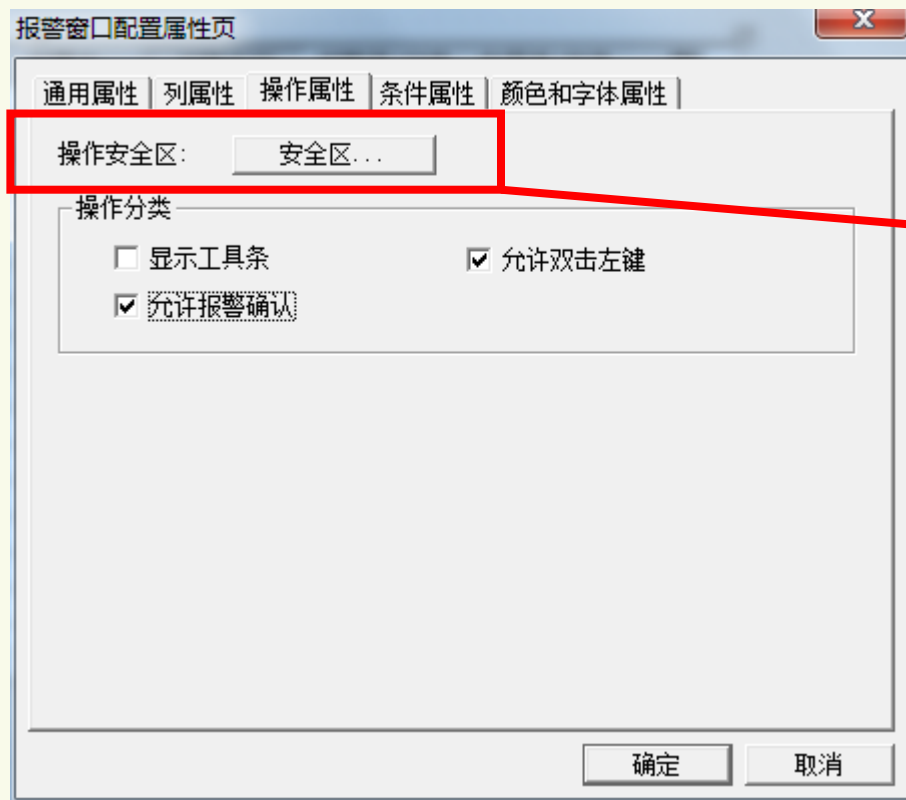 报警窗口配置属性页
通用属性 列属性 操作属性 条件属性 颜色和字体属性
操作安全区: 安全区...
操作分类
显示工具条 允许双击左键
允许报警确认
确定 取消